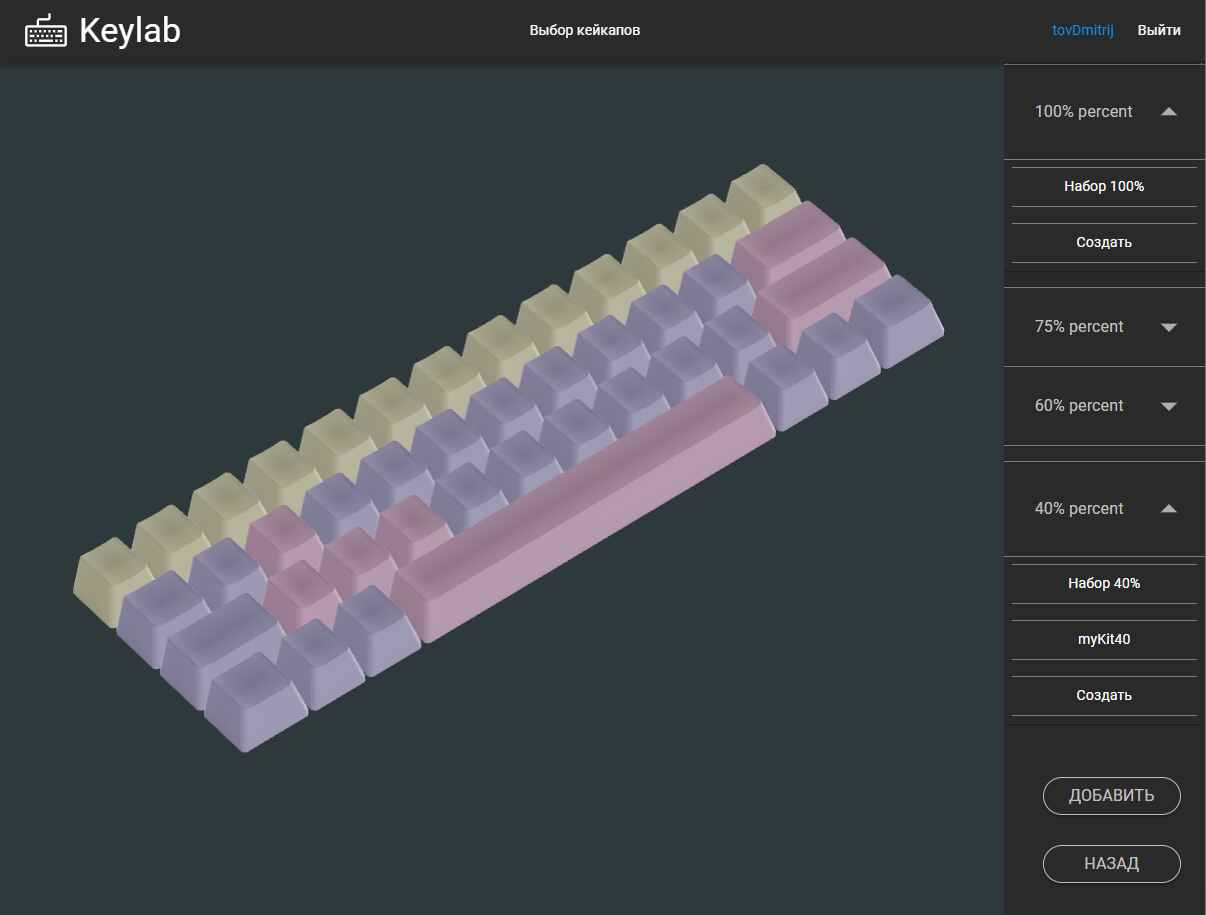 Keylab
Выбор кейкапов
tovDmitrij
Выйти
100% percent
Набор 100%
Создать
75% percent
60% percent
40% percent
Набор 40%
myKit40
Создать
ДОБАВИТЬ
НАЗАД